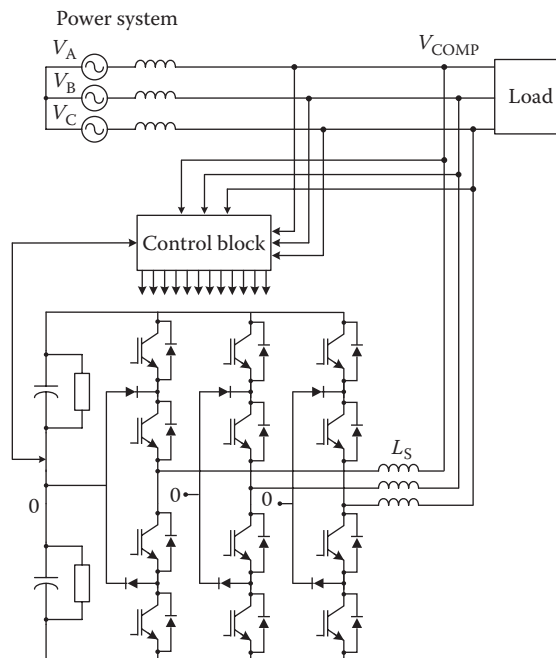 Power system
V_A
V_COMP
V_B
Load
V_C
Control block
L_S
0
0
0